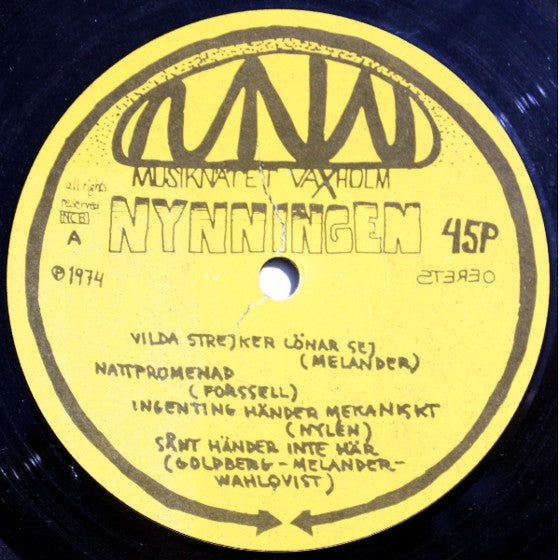 MNW
MUSIKNÄTET VAXHOLM
all rights
reserved
NCB
A
NYNNINGEN
45P
STEREO
℗ 1974
VILDA STREJKER LÖNAR SEJ
(MELANDER)
NATTPROMENAD
(FORSSELL)
INGENTING HÄNDER MEKANISKT
(NYLÉN)
SÅNT HÄNDER INTE HÄR
(GOLDBERG-MELANDER-
WAHLQVIST)